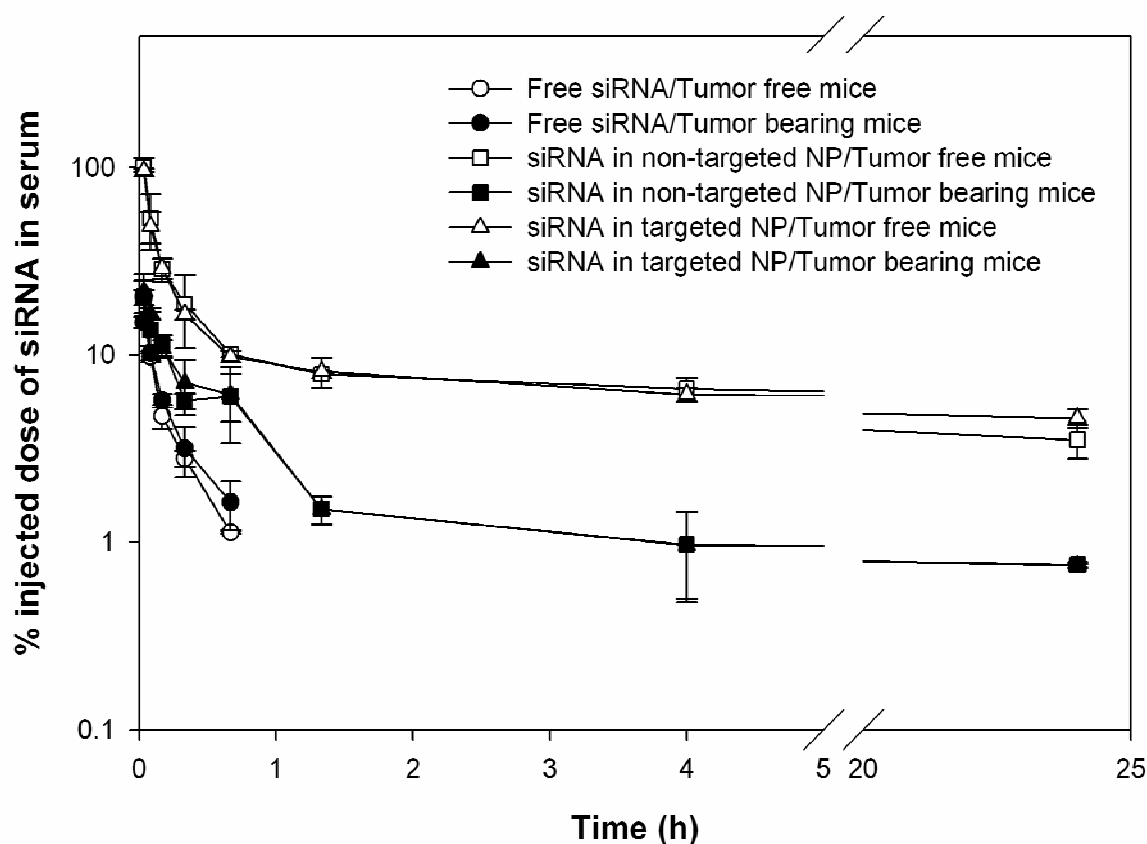 Free siRNA/Tumor free mice
Free siRNA/Tumor bearing mice
siRNA in non-targeted NP/Tumor free mice
siRNA in non-targeted NP/Tumor bearing mice
siRNA in targeted NP/Tumor free mice
siRNA in targeted NP/Tumor bearing mice
% injected dose of siRNA in serum
100
10
1
0.1
0 1 2 3 4 5 20 25
Time (h)